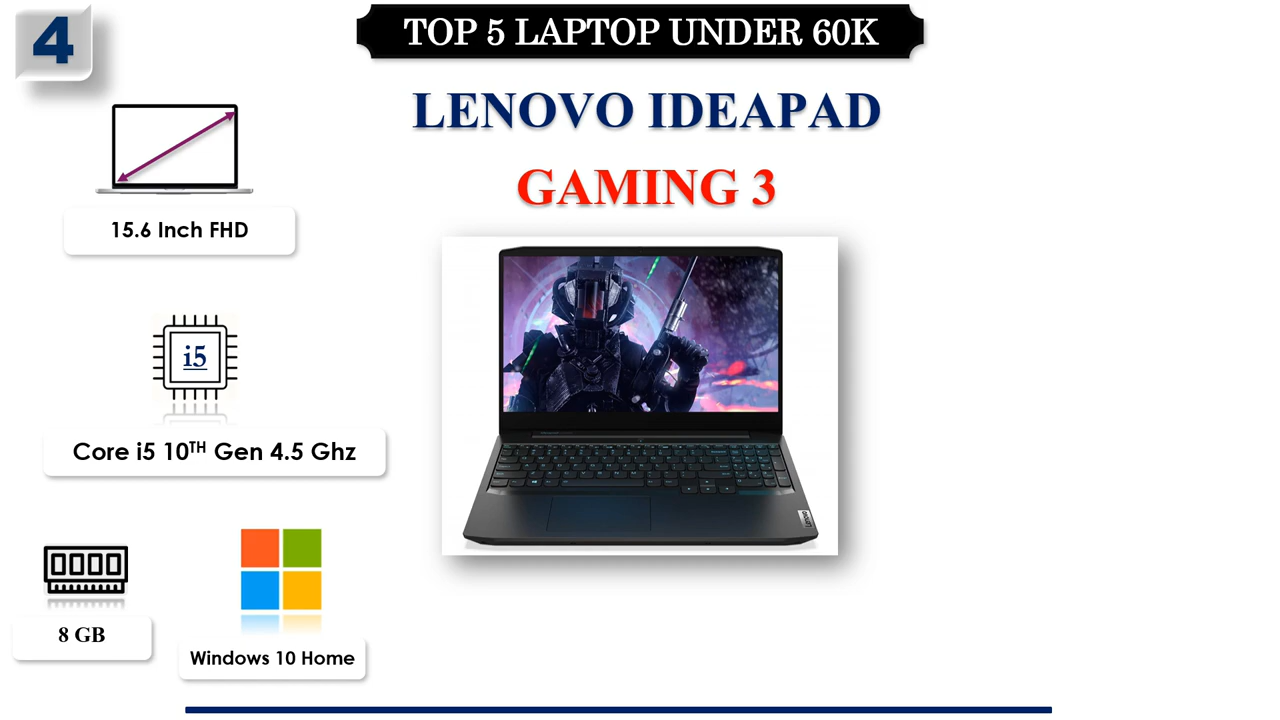 4
TOP 5 LAPTOP UNDER 60K
LENOVO IDEAPAD
GAMING 3
15.6 Inch FHD
i5
Core i5 10TH Gen 4.5 Ghz
8 GB
Windows 10 Home
Lenovo